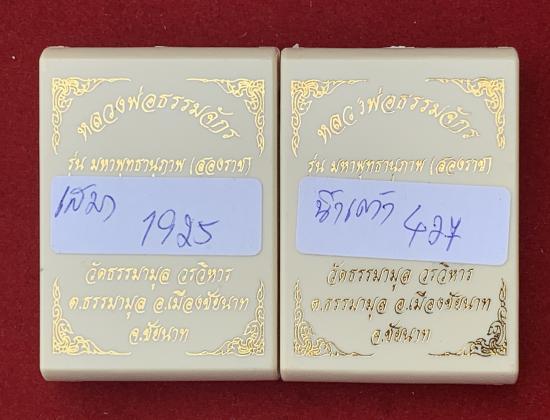 หลวงพ่อธรรมจักร
รุ่น มหาพุทธานุภาพ (สองราช)
เสมา 1925
วัดธรรมามูล วรวิหาร
ต.ธรรมามูล อ.เมืองชัยนาท
จ.ชัยนาท
หลวงพ่อธรรมจักร
รุ่น มหาพุทธานุภาพ (สองราช)
น้ำเต้า 427
วัดธรรมามูล วรวิหาร
ต.ธรรมามูล อ.เมืองชัยนาท
จ.ชัยนาท